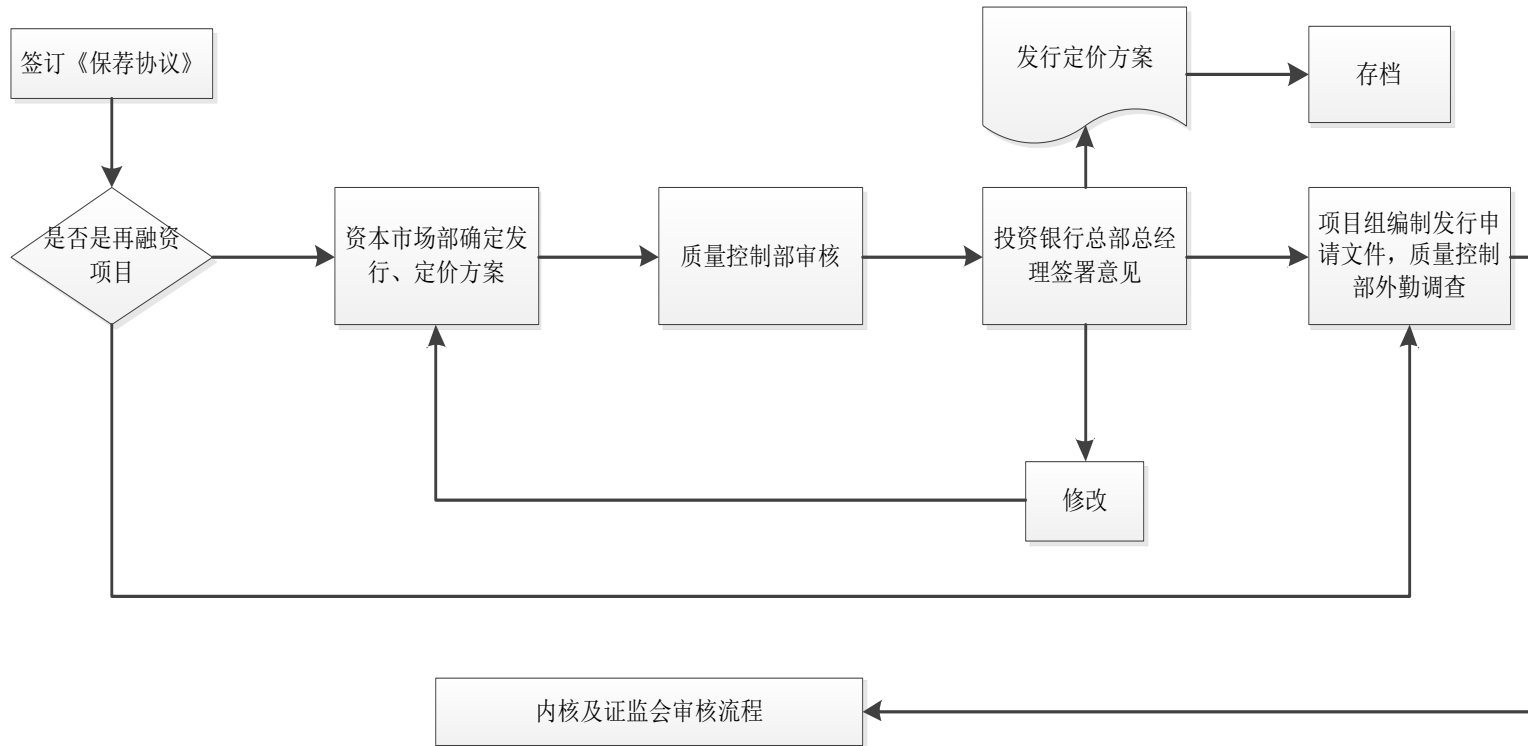 签订《保荐协议》
发行定价方案
存档
是否是再融资
项目
资本市场部确定发
行、定价方案
质量控制部审核
投资银行总部总经
理签署意见
项目组编制发行申
请文件，质量控制
部外勤调查
修改
内核及证监会审核流程